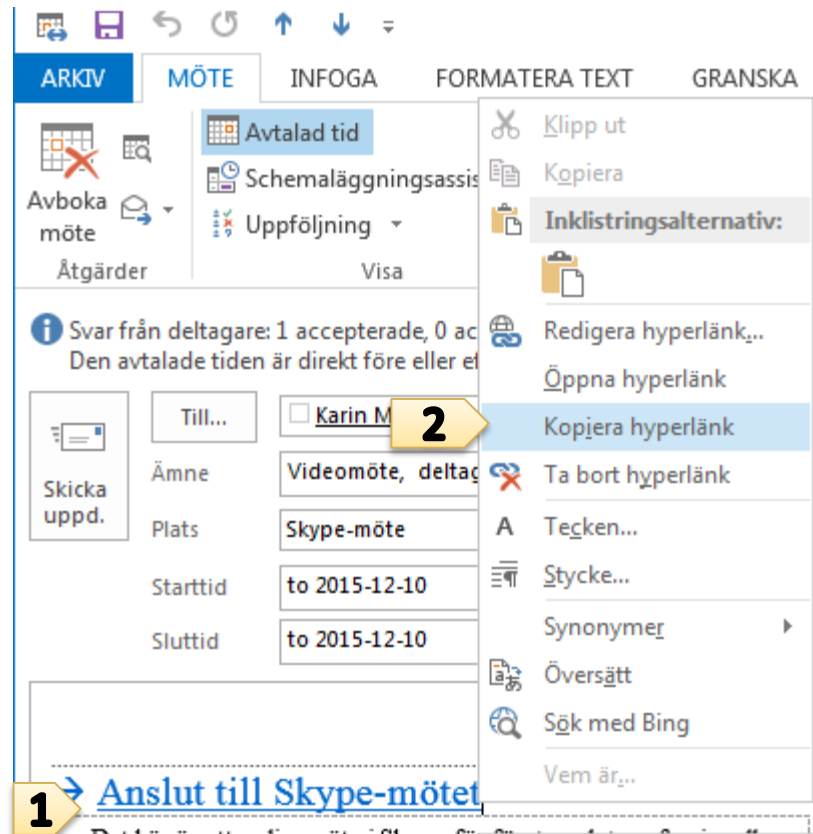 ARKIV MÖTE INFOGA FORMATERA TEXT GRANSKA
Avboka
möte
Åtgärder
Avtalad tid
Schemaläggningsassis
Uppföljning
Visa
Svar från deltagare: 1 accepterade, 0 ac
Den avtalade tiden är direkt före eller ef
Skicka
uppd.
Till...
Karin M
Ämne
Videomöte, deltag
Plats
Skype-möte
Starttid
to 2015-12-10
Sluttid
to 2015-12-10
1
→ Anslut till Skype-mötet
Klipp ut
Kopiera
Inklistringsalternativ:
Redigera hyperlänk...
Öppna hyperlänk
2
Kopiera hyperlänk
Ta bort hyperlänk
A Tecken...
Stycke...
Synonymer
Översätt
Sök med Bing
Vem är...